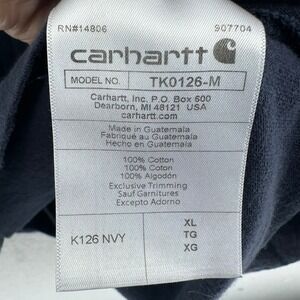 RN#14806 907704
carhartt
MODEL NO. TK0126-M
Carhartt, Inc. P.O. Box 600
Dearborn, MI 48121 USA
carhartt.com
Made in Guatemala
Fabriqué au Guatemala
Hecho en Guatemala
100% Cotton
100% Coton
100% Algodón
Exclusive Trimming
Sauf Garnitures
Excepto Adorno
K126 NVY
XL
TG
XG